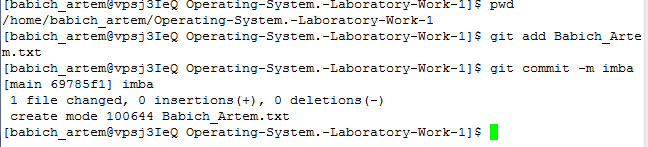 [babich_artem@vpsj3IeQ Operating-System.-Laboratory-Work-1]$ pwd
/home/babich_artem/Operating-System.-Laboratory-Work-1
[babich_artem@vpsj3IeQ Operating-System.-Laboratory-Work-1]$ git add Babich_Arte
m.txt
[babich_artem@vpsj3IeQ Operating-System.-Laboratory-Work-1]$ git commit -m imba
[main 69785f1] imba
 1 file changed, 0 insertions(+), 0 deletions(-)
 create mode 100644 Babich_Artem.txt
[babich_artem@vpsj3IeQ Operating-System.-Laboratory-Work-1]$